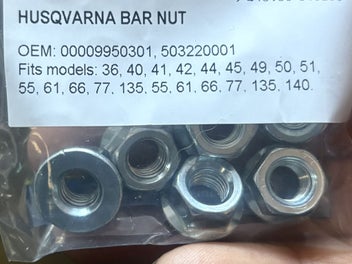 HUSQVARNA BAR NUT
OEM: 00009950301, 503220001
Fits models: 36, 40, 41, 42, 44, 45, 49, 50, 51,
55, 61, 66, 77, 135, 55, 61, 66, 77, 135, 140.